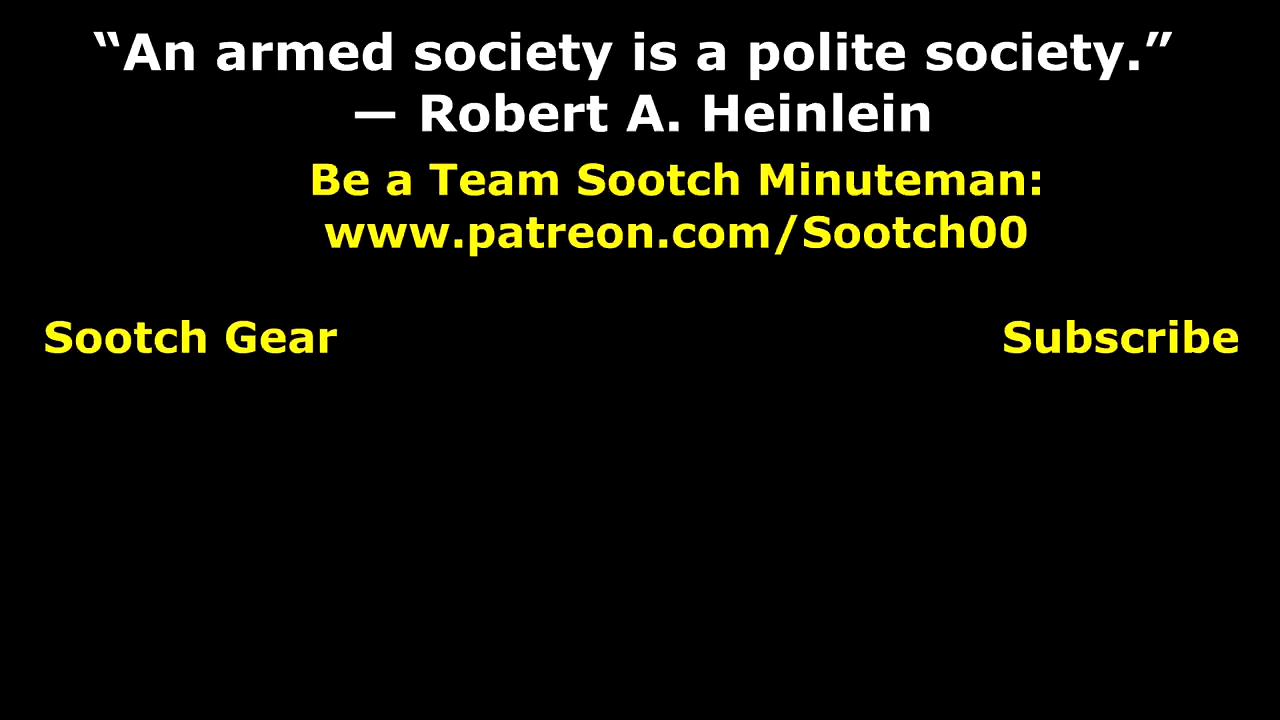 “An armed society is a polite society.”
— Robert A. Heinlein
Be a Team Sootch Minuteman:
www.patreon.com/Sootch00
Sootch Gear
Subscribe